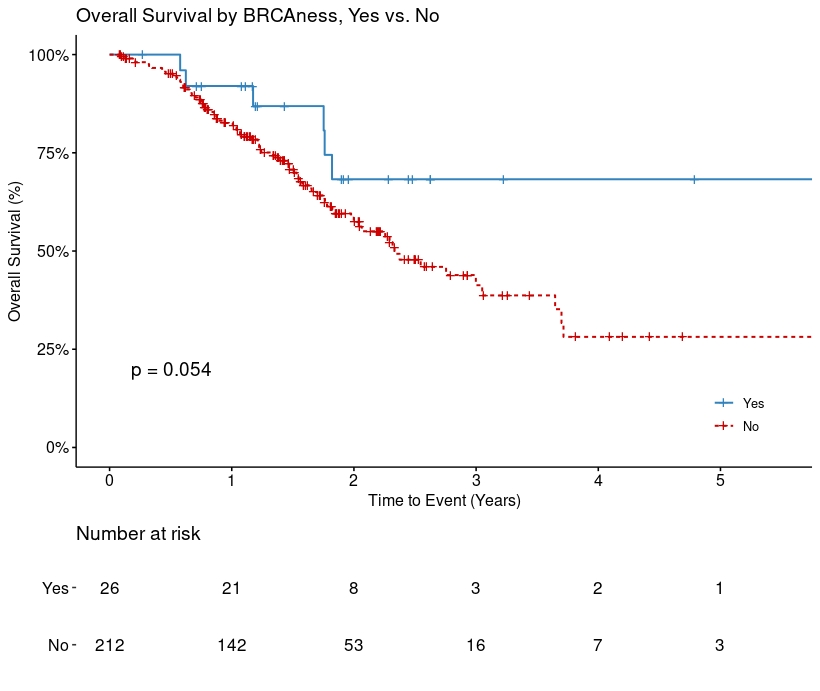 Overall Survival by BRCAness, Yes vs. No
100%
75%
50%
25%
0%
Overall Survival (%)
p = 0.054
Yes
No
0 1 2 3 4 5
Time to Event (Years)
Number at risk
Yes 26 21 8 3 2 1
No 212 142 53 16 7 3